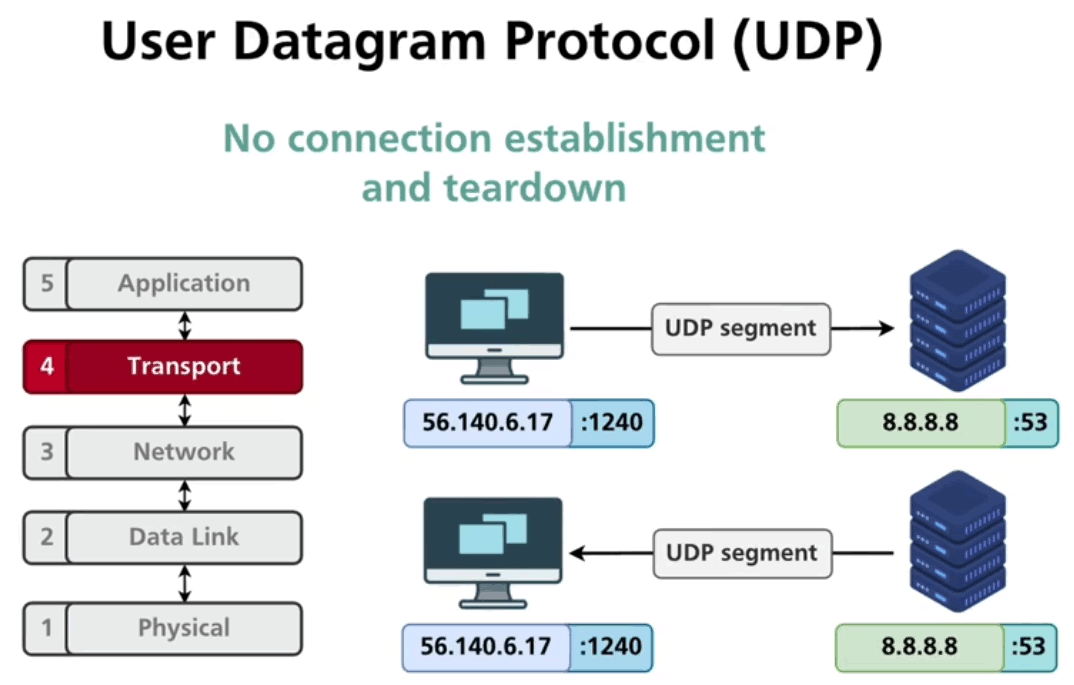 User Datagram Protocol (UDP)
No connection establishment
and teardown
5 Application
4 Transport
3 Network
2 Data Link
1 Physical
UDP segment
56.140.6.17 :1240
8.8.8.8 :53
UDP segment
56.140.6.17 :1240
8.8.8.8 :53